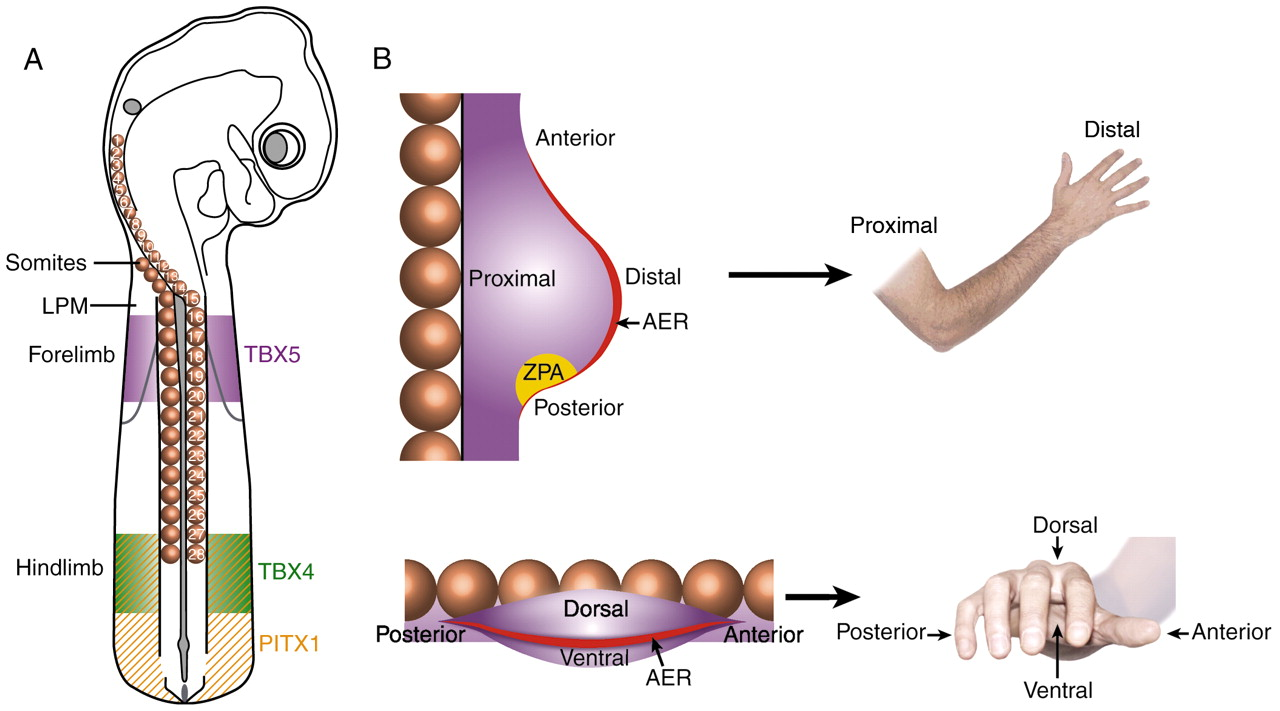 A
1
2
3
4
5
6
7
8
9
10
11
12
13
14
15
16
17
18
19
20
21
22
23
24
25
26
27
28
Somites
LPM
Forelimb
TBX5
Hindlimb
TBX4
PITX1
B
Anterior
Proximal
Distal
AER
ZPA
Posterior
Distal
Proximal
Dorsal
Posterior
Anterior
Ventral
AER
Dorsal
Posterior
Anterior
Ventral